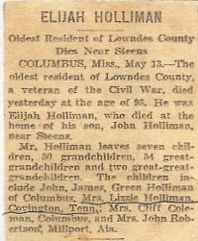 ELIJAH HOLLIMAN
Oldest Resident of Lowndes County
Dies Near Steens
COLUMBUS, Miss., May 13.—The
oldest resident of Lowndes County,
a veteran of the Civil War, died
yesterday at the age of 93. He was
Elijah Holliman, who died at the
home of his son, John Holliman,
near Steens.
Mr. Holliman leaves seven chil-
dren, 50 grandchildren, 54 great-
grandchildren and two great-great-
grandchildren. The children in-
clude John, James, Green Holliman
of Columbus, Mrs. Lizzie Holliman,
Covington, Tenn.; Mrs. Cliff Cole-
man, Columbus, and Mrs. John Rob-
ertson, Millport, Ala.